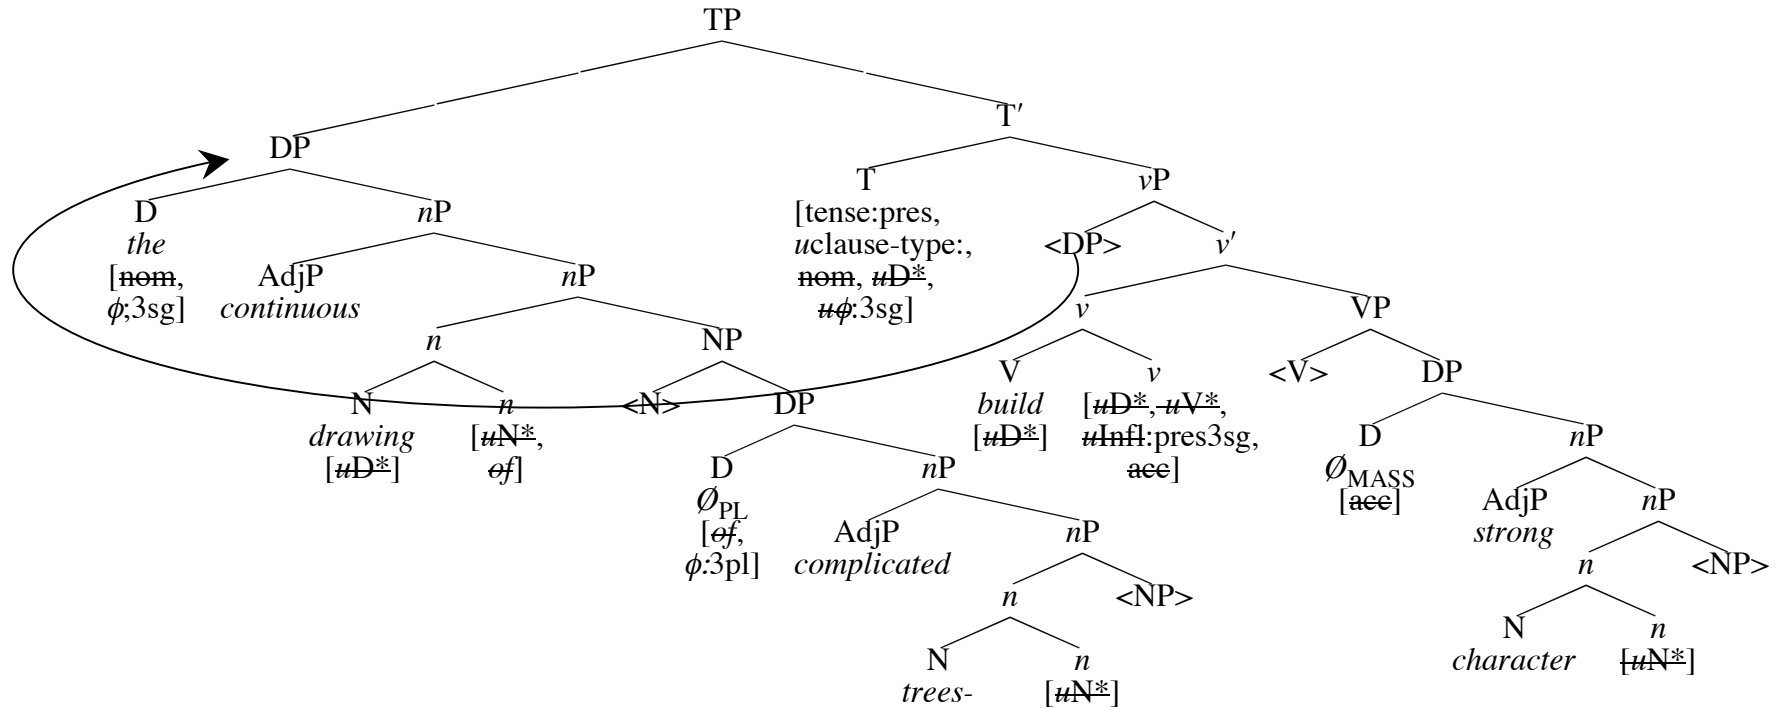 TP
T′
DP
T vP
D nP [tense:pres,
the uclause-type:, <DP> v′
[nom, AdjP nP nom, uD*,
ϕ;3sg] continuous uϕ:3sg] v VP
n NP
V v <V> DP
N n <N> DP build [uD*, uV*,
drawing [uN*, [uD*] uInfl:pres3sg, D nP
[uD*] of] D nP acc] Ø_MASS
Ø_PL [acc] AdjP nP
[of, AdjP nP strong
ϕ:3pl] complicated n <NP>
n <NP>
N n
N n character [uN*]
trees- [uN*]